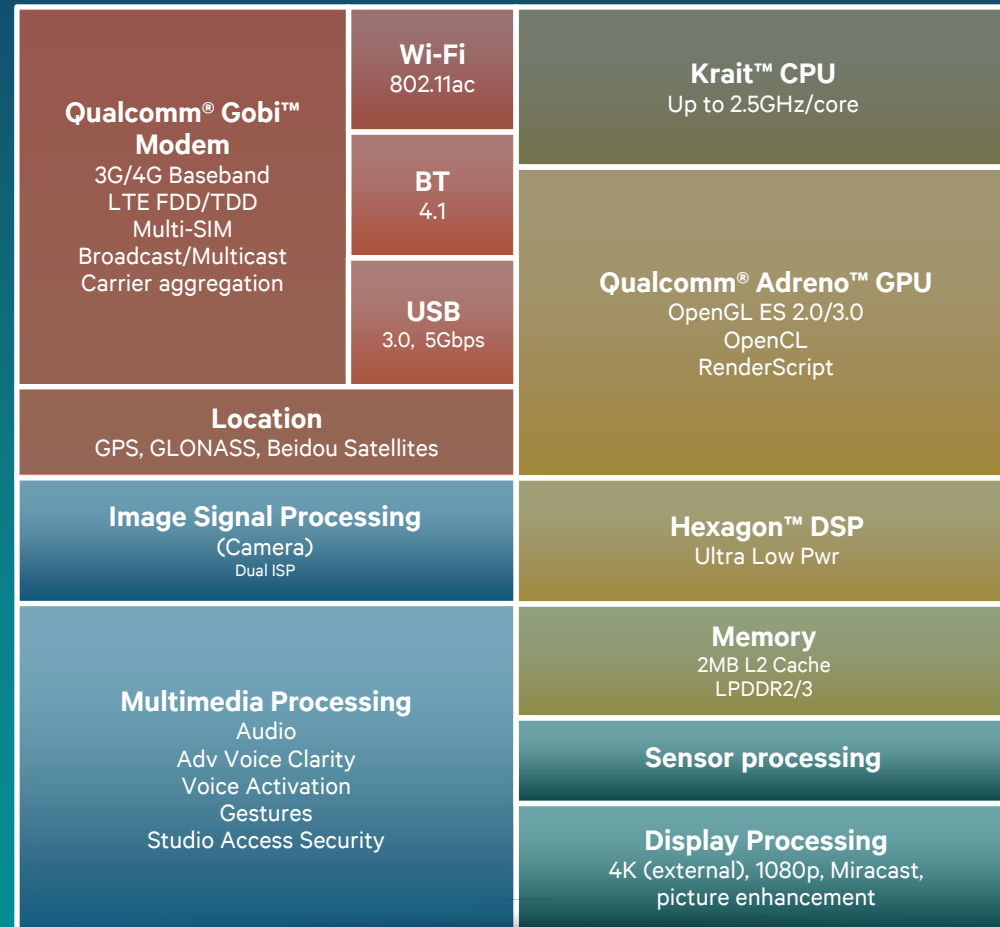 Qualcomm® Gobi™
Modem
3G/4G Baseband
LTE FDD/TDD
Multi-SIM
Broadcast/Multicast
Carrier aggregation
Wi-Fi
802.11ac
BT
4.1
USB
3.0, 5Gbps
Location
GPS, GLONASS, Beidou Satellites
Image Signal Processing
(Camera)
Dual ISP
Multimedia Processing
Audio
Adv Voice Clarity
Voice Activation
Gestures
Studio Access Security
Krait™ CPU
Up to 2.5GHz/core
Qualcomm® Adreno™ GPU
OpenGL ES 2.0/3.0
OpenCL
RenderScript
Hexagon™ DSP
Ultra Low Pwr
Memory
2MB L2 Cache
LPDDR2/3
Sensor processing
Display Processing
4K (external), 1080p, Miracast,
picture enhancement